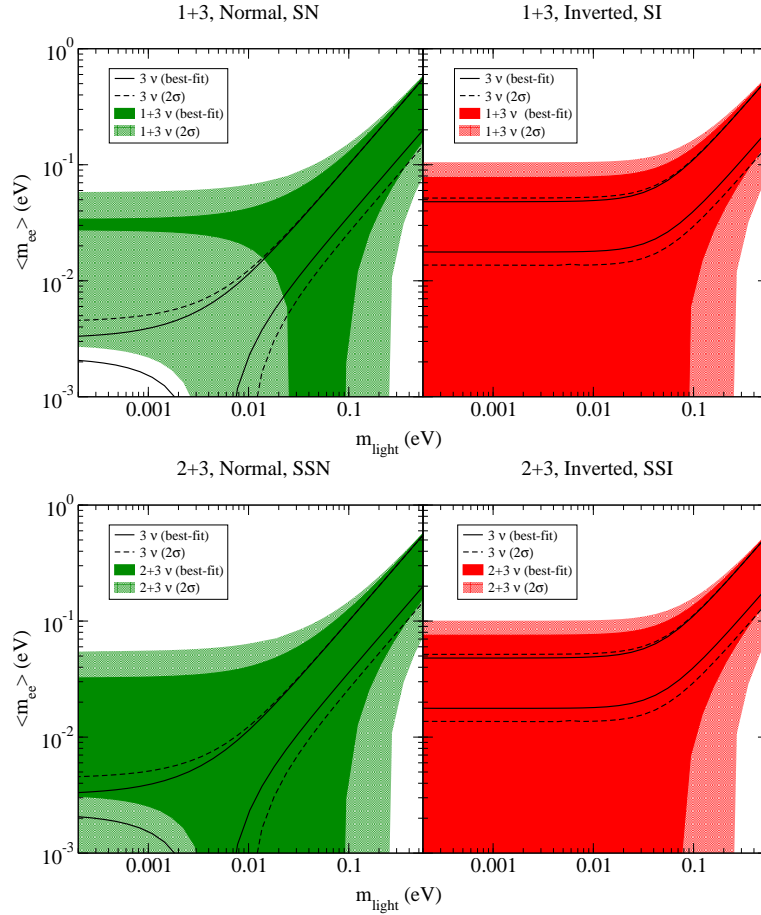 1+3, Normal, SN
1+3, Inverted, SI
10^0
3 ν (best-fit)
3 ν (2σ)
1+3 ν (best-fit)
1+3 ν (2σ)
3 ν (best-fit)
3 ν (2σ)
1+3 ν (best-fit)
1+3 ν (2σ)
10^-1
<m_ee> (eV)
10^-2
10^-3
0.001 0.01 0.1
0.001 0.01 0.1
m_light (eV)
m_light (eV)
2+3, Normal, SSN
2+3, Inverted, SSI
10^0
3 ν (best-fit)
3 ν (2σ)
2+3 ν (best-fit)
2+3 ν (2σ)
3 ν (best-fit)
3 ν (2σ)
2+3 ν (best-fit)
2+3 ν (2σ)
10^-1
<m_ee> (eV)
10^-2
10^-3
0.001 0.01 0.1
0.001 0.01 0.1
m_light (eV)
m_light (eV)